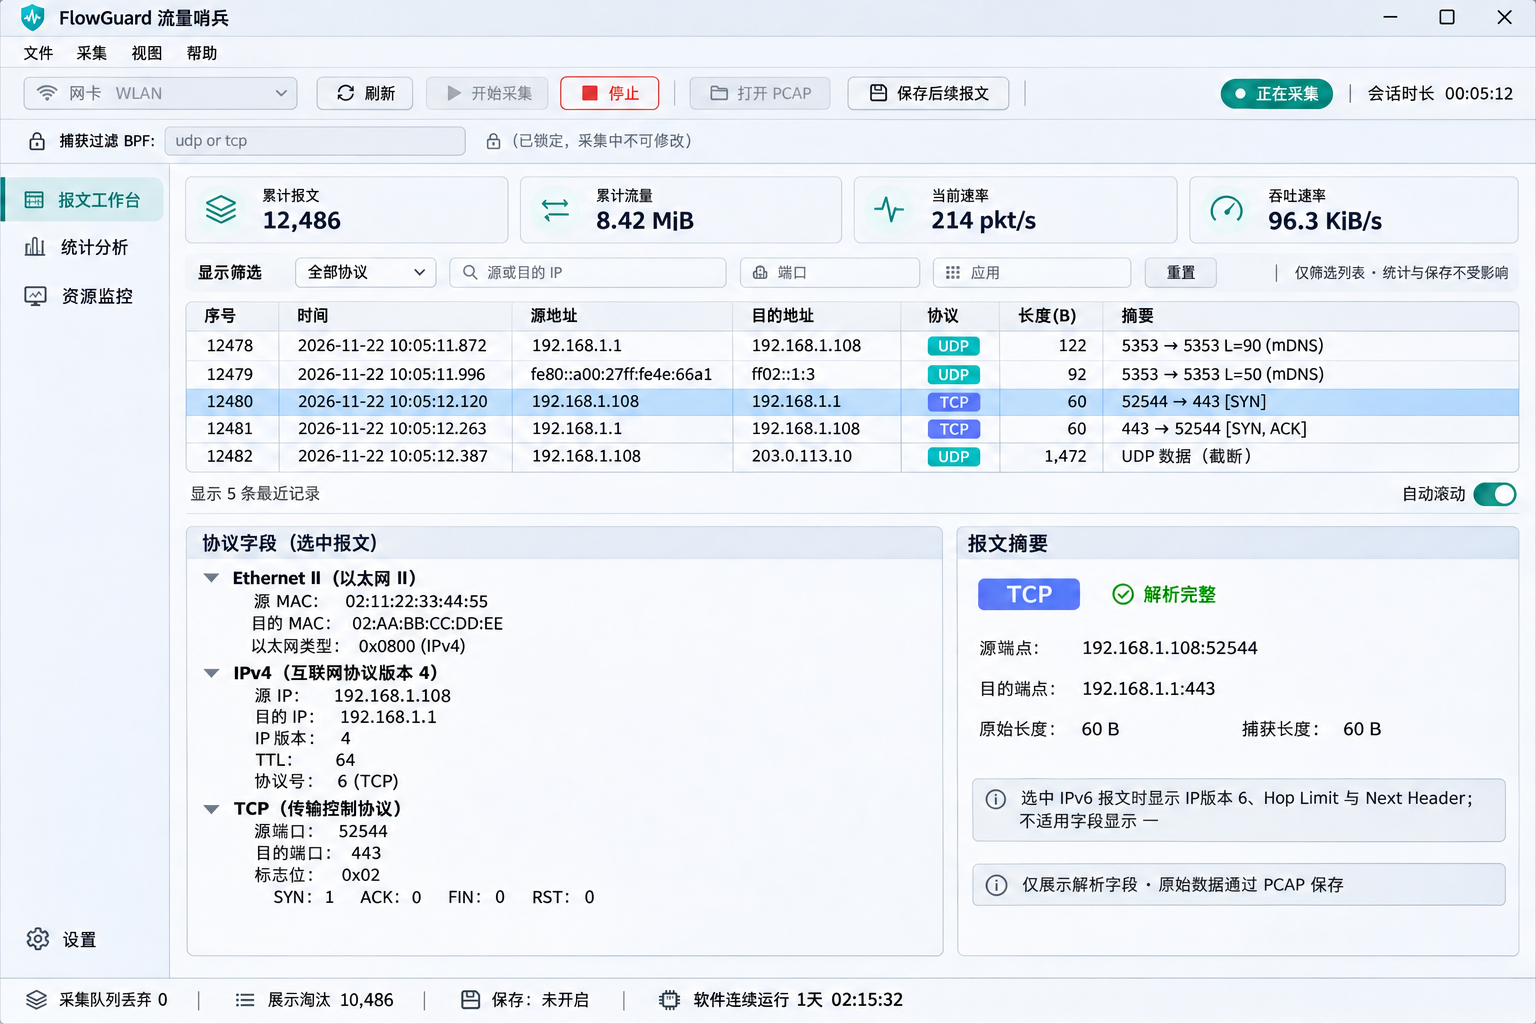 FlowGuard 流量哨兵
文件 采集 视图 帮助
网卡 WLAN 刷新 开始采集 停止 打开 PCAP 保存后续报文 正在采集 会话时长 00:05:12
捕获过滤 BPF: udp or tcp (已锁定，采集中不可修改)
报文工作台
统计分析
资源监控
设置
累计报文
12,486
累计流量
8.42 MiB
当前速率
214 pkt/s
吞吐速率
96.3 KiB/s
显示筛选 全部协议 源或目的 IP 端口 应用 重置 仅筛选列表・统计与保存不受影响
序号 时间 源地址 目的地址 协议 长度(B) 摘要
12478 2026-11-22 10:05:11.872 192.168.1.1 192.168.1.108 UDP 122 5353 → 5353 L=90 (mDNS)
12479 2026-11-22 10:05:11.996 fe80::a00:27ff:fe4e:66a1 ff02::1:3 UDP 92 5353 → 5353 L=50 (mDNS)
12480 2026-11-22 10:05:12.120 192.168.1.108 192.168.1.1 TCP 60 52544 → 443 [SYN]
12481 2026-11-22 10:05:12.263 192.168.1.1 192.168.1.108 TCP 60 443 → 52544 [SYN, ACK]
12482 2026-11-22 10:05:12.387 192.168.1.108 203.0.113.10 UDP 1,472 UDP 数据（截断）
显示 5 条最近记录 自动滚动
协议字段（选中报文）
Ethernet II（以太网 II）
源 MAC： 02:11:22:33:44:55
目的 MAC： 02:AA:BB:CC:DD:EE
以太网类型： 0x0800 (IPv4)
IPv4（互联网协议版本 4）
源 IP： 192.168.1.108
目的 IP： 192.168.1.1
IP 版本： 4
TTL： 64
协议号： 6 (TCP)
TCP（传输控制协议）
源端口： 52544
目的端口： 443
标志位： 0x02
SYN： 1 ACK： 0 FIN： 0 RST： 0
报文摘要
TCP 解析完整
源端点： 192.168.1.108:52544
目的端点： 192.168.1.1:443
原始长度： 60 B 捕获长度： 60 B
选中 IPv6 报文时显示 IP版本 6、Hop Limit 与 Next Header；
不适用字段显示 —
仅展示解析字段・原始数据通过 PCAP 保存
采集队列丢弃 0 展示淘汰 10,486 保存：未开启 软件连续运行 1天 02:15:32